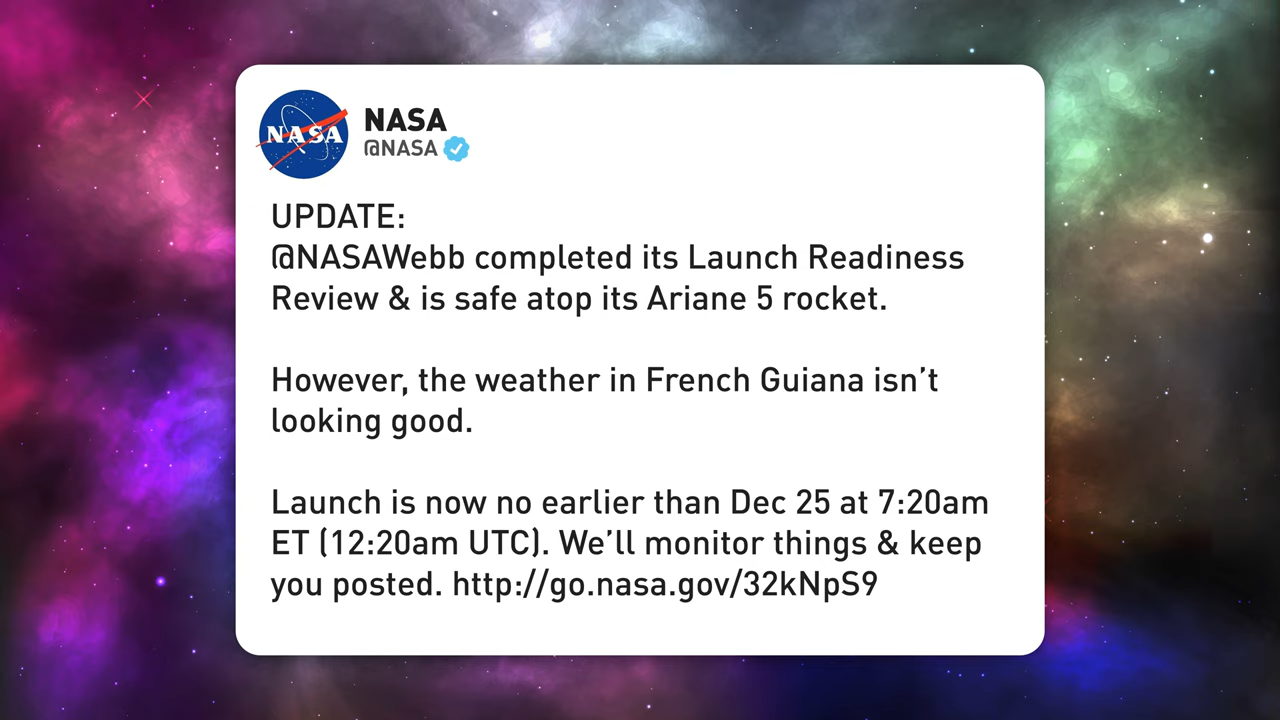 NASA
NASA
@NASA
UPDATE:
@NASAWebb completed its Launch Readiness
Review & is safe atop its Ariane 5 rocket.
However, the weather in French Guiana isn’t
looking good.
Launch is now no earlier than Dec 25 at 7:20am
ET (12:20am UTC). We’ll monitor things & keep
you posted. http://go.nasa.gov/32kNpS9